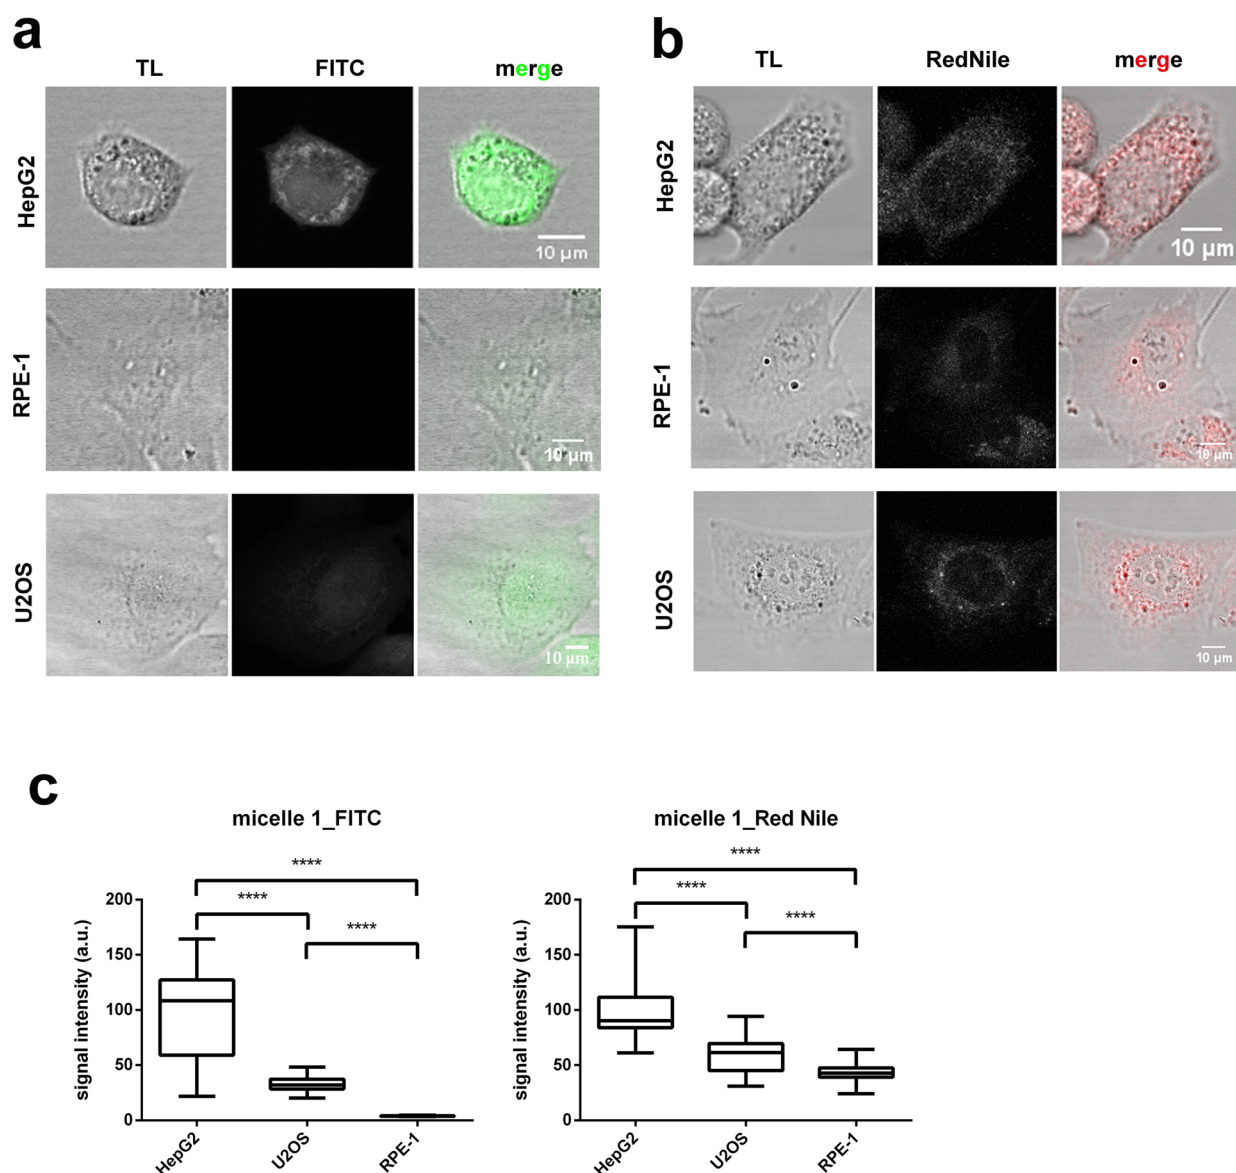 a
TL FITC merge
HepG2
10 µm
RPE-1
10 µm
U2OS
10 µm
b
TL RedNile merge
HepG2
10 µm
RPE-1
10 µm
U2OS
10 µm
c
micelle 1_FITC
****
****
****
signal intensity (a.u.)
200
150
100
50
0
HepG2
U2OS
RPE-1
micelle 1_Red Nile
****
****
****
signal intensity (a.u.)
200
150
100
50
0
HepG2
U2OS
RPE-1